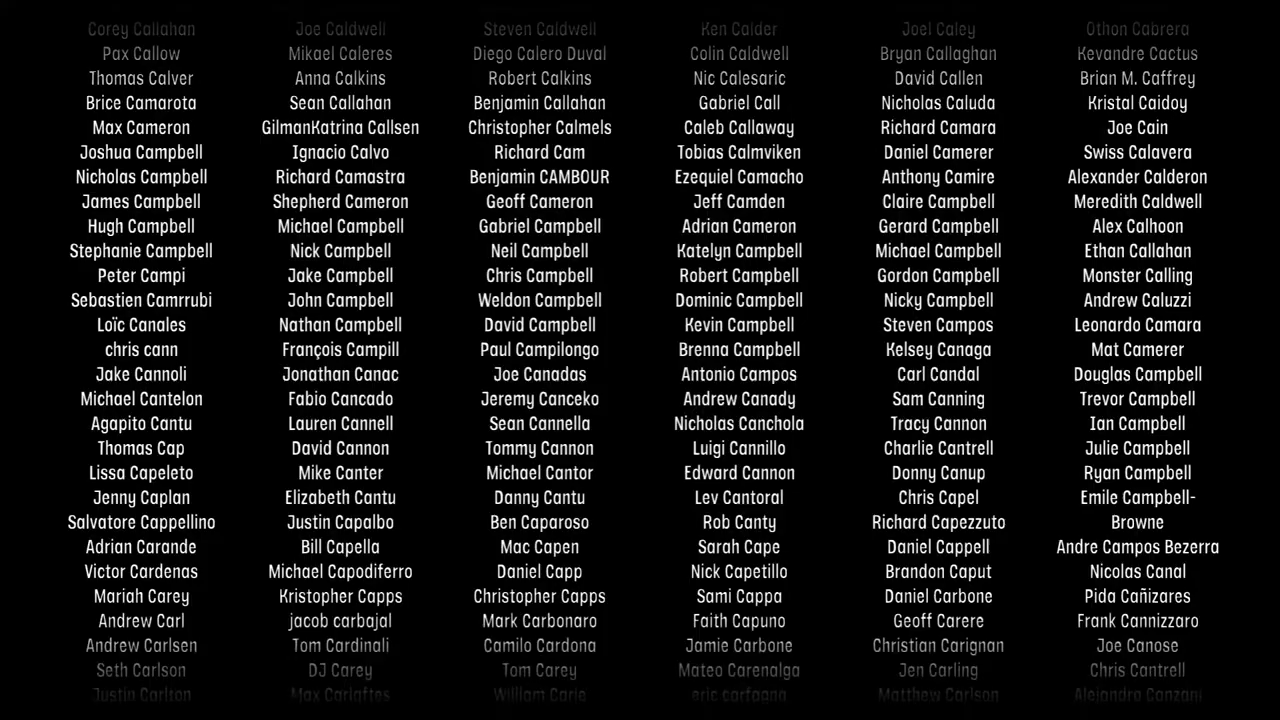 Corey Callahan Joe Caldwell Steven Caldwell Ken Calder Joel Caley Othon Cabrera
Pax Callow Mikael Caleres Diego Calero Duval Colin Caldwell Bryan Callaghan Kevandre Cactus
Thomas Calver Anna Calkins Robert Calkins Nic Calesaric David Callen Brian M. Caffrey
Brice Camarota Sean Callahan Benjamin Callahan Gabriel Call Nicholas Caluda Kristal Caidoy
Max Cameron GilmanKatrina Callsen Christopher Calmels Caleb Callaway Richard Camara Joe Cain
Joshua Campbell Ignacio Calvo Richard Cam Tobias Calmviken Daniel Camerer Swiss Calavera
Nicholas Campbell Richard Camastra Benjamin CAMBOUR Ezequiel Camacho Anthony Camire Alexander Calderon
James Campbell Shepherd Cameron Geoff Cameron Jeff Camden Claire Campbell Meredith Caldwell
Hugh Campbell Michael Campbell Gabriel Campbell Adrian Cameron Gerard Campbell Alex Calhoon
Stephanie Campbell Nick Campbell Neil Campbell Katelyn Campbell Michael Campbell Ethan Callahan
Peter Campi Jake Campbell Chris Campbell Robert Campbell Gordon Campbell Monster Calling
Sebastien Camrrubi John Campbell Weldon Campbell Dominic Campbell Nicky Campbell Andrew Caluzzi
Loïc Canales Nathan Campbell David Campbell Kevin Campbell Steven Campos Leonardo Camara
chris cann François Campill Paul Campilongo Brenna Campbell Kelsey Canaga Mat Camerer
Jake Cannoli Jonathan Canac Joe Canadas Antonio Campos Carl Candal Douglas Campbell
Michael Cantelon Fabio Cancado Jeremy Canceko Andrew Canady Sam Canning Trevor Campbell
Agapito Cantu Lauren Cannell Sean Cannella Nicholas Canchola Tracy Cannon Ian Campbell
Thomas Cap David Cannon Tommy Cannon Luigi Cannillo Charlie Cantrell Julie Campbell
Lissa Capeleto Mike Canter Michael Cantor Edward Cannon Donny Canup Ryan Campbell
Jenny Caplan Elizabeth Cantu Danny Cantu Lev Cantoral Chris Capel Emile Campbell-
Salvatore Cappellino Justin Capalbo Ben Caparoso Rob Canty Richard Capezzuto Browne
Adrian Carande Bill Capella Mac Capen Sarah Cape Daniel Cappell Andre Campos Bezerra
Victor Cardenas Michael Capodiferro Daniel Capp Nick Capetillo Brandon Caput Nicolas Canal
Mariah Carey Kristopher Capps Christopher Capps Sami Cappa Daniel Carbone Pida Cañizares
Andrew Carl jacob carbajal Mark Carbonaro Faith Capuno Geoff Carere Frank Cannizzaro
Andrew Carlsen Tom Cardinali Camilo Cardona Jamie Carbone Christian Carignan Joe Canose
Seth Carlson DJ Carey Tom Carey Mateo Carenalga Jen Carling Chris Cantrell
Justin Carlton Max Cariaftes William Carie eric carfagna Matthew Carlson Alejandro Canzani